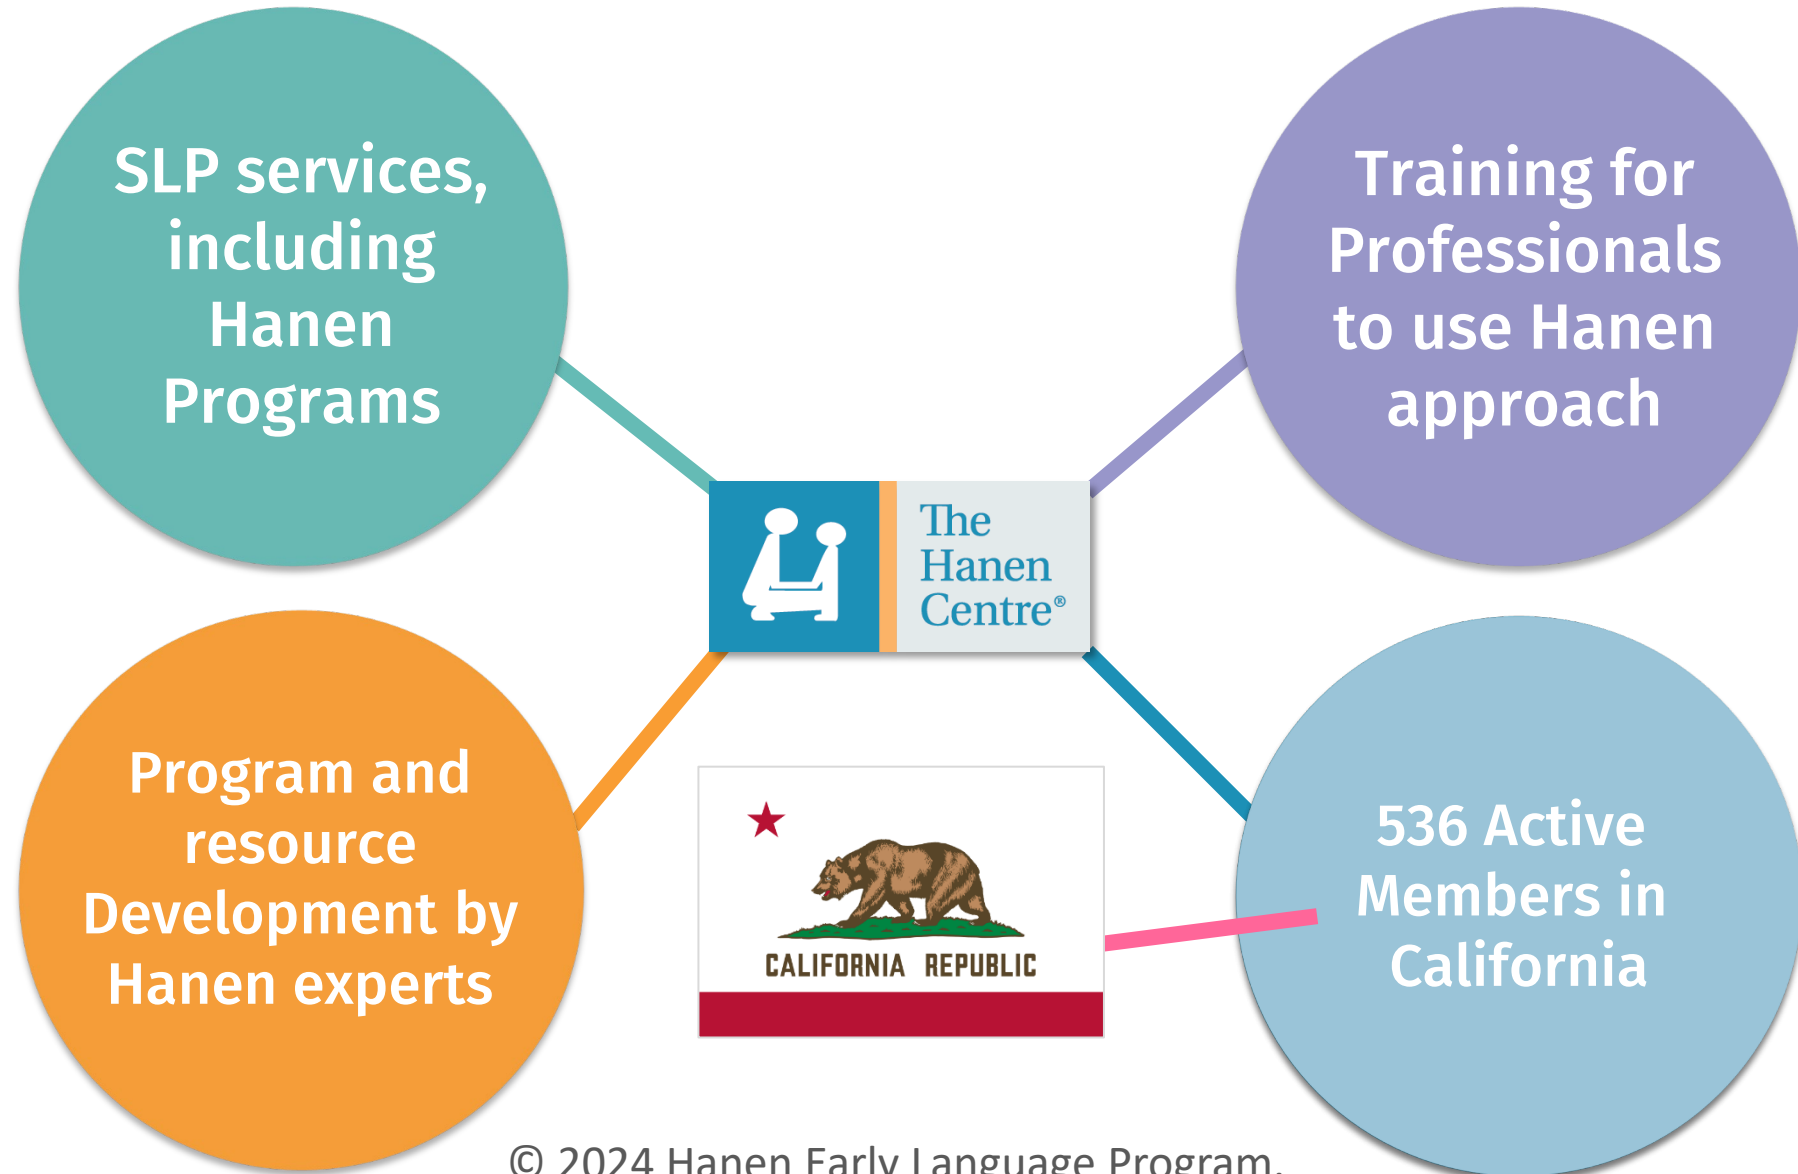 SLP services,
including
Hanen
Programs
Training for
Professionals
to use Hanen
approach
The
Hanen
Centre®
Program and
resource
Development by
Hanen experts
CALIFORNIA REPUBLIC
536 Active
Members in
California
© 2024 Hanen Early Language Program.